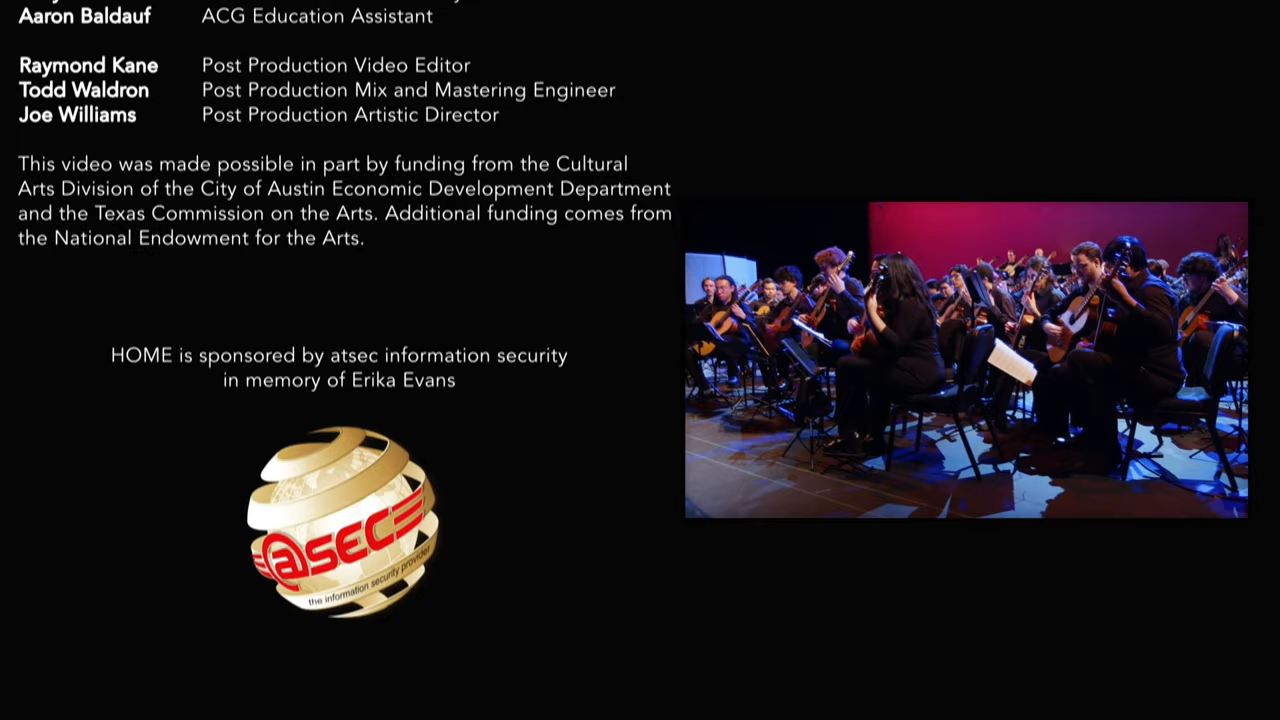 Aaron Baldauf ACG Education Assistant
Raymond Kane Post Production Video Editor
Todd Waldron Post Production Mix and Mastering Engineer
Joe Williams Post Production Artistic Director
This video was made possible in part by funding from the Cultural
Arts Division of the City of Austin Economic Development Department
and the Texas Commission on the Arts. Additional funding comes from
the National Endowment for the Arts.
HOME is sponsored by atsec information security
in memory of Erika Evans
@sec
the information security provider